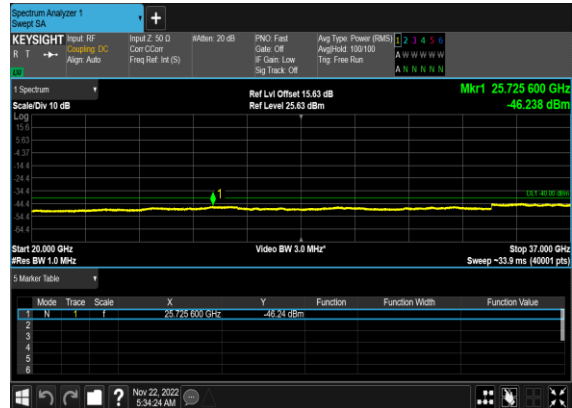 Spectrum Analyzer 1
Swept SA
+
KEYSIGHT Input: RF Input Z: 50 Ω #Atten: 20 dB PNO: Fast Avg Type: Power (RMS) 1 2 3 4 5 6
R T Coupling: DC Corr CCorr Gate: Off Avg|Hold: 100/100 A W W W W W
Align: Auto Freq Ref: Int (S) IF Gain: Low Trig: Free Run
Sig Track: Off A N N N N N
1 Spectrum Ref Lvl Offset 15.63 dB Mkr1 25.725 600 GHz
Scale/Div 10 dB Ref Level 25.63 dBm -46.238 dBm
Log
15.6
5.63
-4.37
-14.4
-24.4
-34.4
1
DL1 -40.00 dBm
-44.4
-54.4
-64.4
Start 20.000 GHz Video BW 3.0 MHz* Stop 37.000 GHz
#Res BW 1.0 MHz Sweep ~33.9 ms (40001 pts)
5 Marker Table
Mode Trace Scale X Y Function Function Width Function Value
1 N 1 f 25.725 600 GHz -46.24 dBm
2
3
4
5
6
? Nov 22, 2022
5:34:24 AM